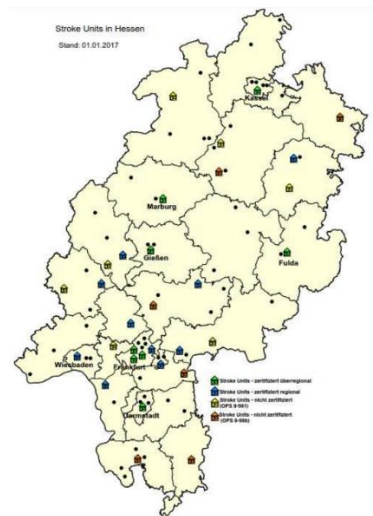 Stroke Units in Hessen
Stand: 01.01.2017
Kassel
Marburg
Gießen
Fulda
Wiesbaden
Frankfurt
Darmstadt
Stroke Units - zertifiziert überregional
Stroke Units - zertifiziert regional
Stroke Units - nicht zertifiziert
(OPS 8-981)
Stroke Units - nicht zertifiziert
(OPS 8-98b)